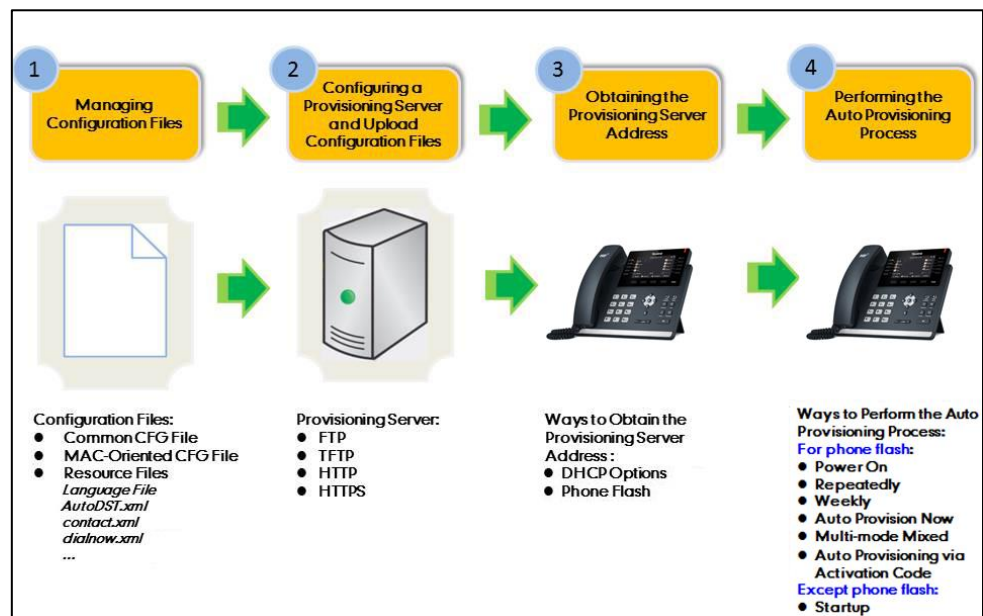 1
Managing
Configuration Files
2
Configuring a
Provisioning Server
and Upload
Configuration Files
3
Obtaining the
Provisioning Server
Address
4
Performing the
Auto Provisioning
Process
Configuration Files:
● Common CFG File
● MAC-Oriented CFG File
● Resource Files
Language File
AutoDST.xml
contact.xml
dialnow.xml
...
Provisioning Server:
● FTP
● TFTP
● HTTP
● HTTPS
Ways to Obtain the
Provisioning Server
Address :
● DHCP Options
● Phone Flash
Ways to Perform the Auto
Provisioning Process:
For phone flash:
● Power On
● Repeatedly
● Weekly
● Auto Provision Now
● Multi-mode Mixed
● Auto Provisioning via
Activation Code
Except phone flash:
● Startup